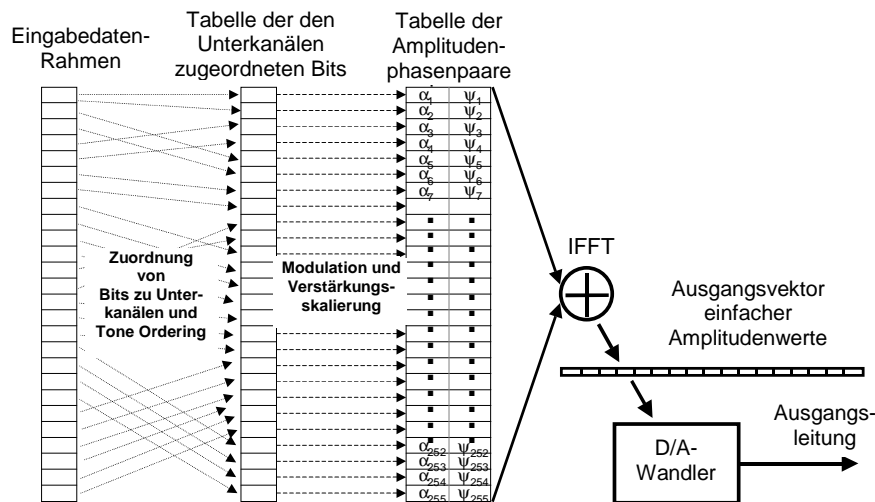 Eingabedaten-
Rahmen
Tabelle der den
Unterkanälen
zugeordneten Bits
Tabelle der
Amplituden-
phasenpaare
α1 ψ1
α2 ψ2
α3 ψ3
α4 ψ4
α5 ψ5
α6 ψ6
α7 ψ7
Zuordnung
von
Bits zu Unter-
kanälen und
Tone Ordering
Modulation und
Verstärkungs-
skalierung
α252 ψ252
α253 ψ253
α254 ψ254
α255 ψ255
IFFT
Ausgangsvektor
einfacher
Amplitudenwerte
D/A-
Wandler
Ausgangs-
leitung